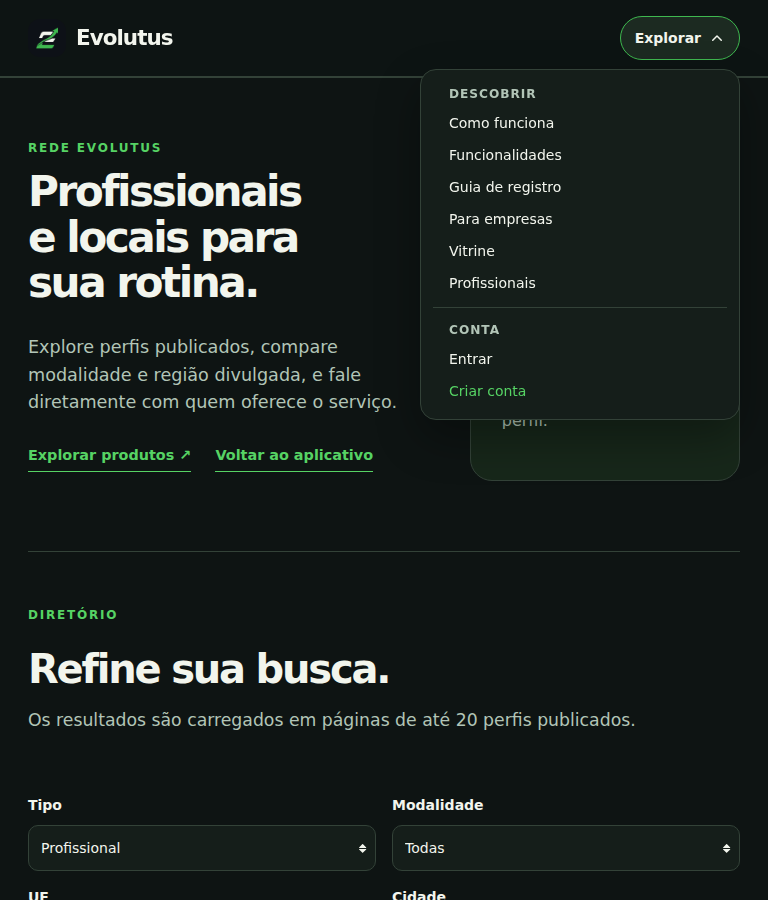 Evolutus
Explorar
DESCOBRIR
Como funciona
Funcionalidades
Guia de registro
Para empresas
Vitrine
Profissionais
CONTA
Entrar
Criar conta
REDE EVOLUTUS
Profissionais
e locais para
sua rotina.
Explore perfis publicados, compare
modalidade e região divulgada, e fale
diretamente com quem oferece o serviço.
Explorar produtos ↗ Voltar ao aplicativo
perfil.
DIRETÓRIO
Refine sua busca.
Os resultados são carregados em páginas de até 20 perfis publicados.
Tipo Modalidade
Profissional Todas
UF Cidade